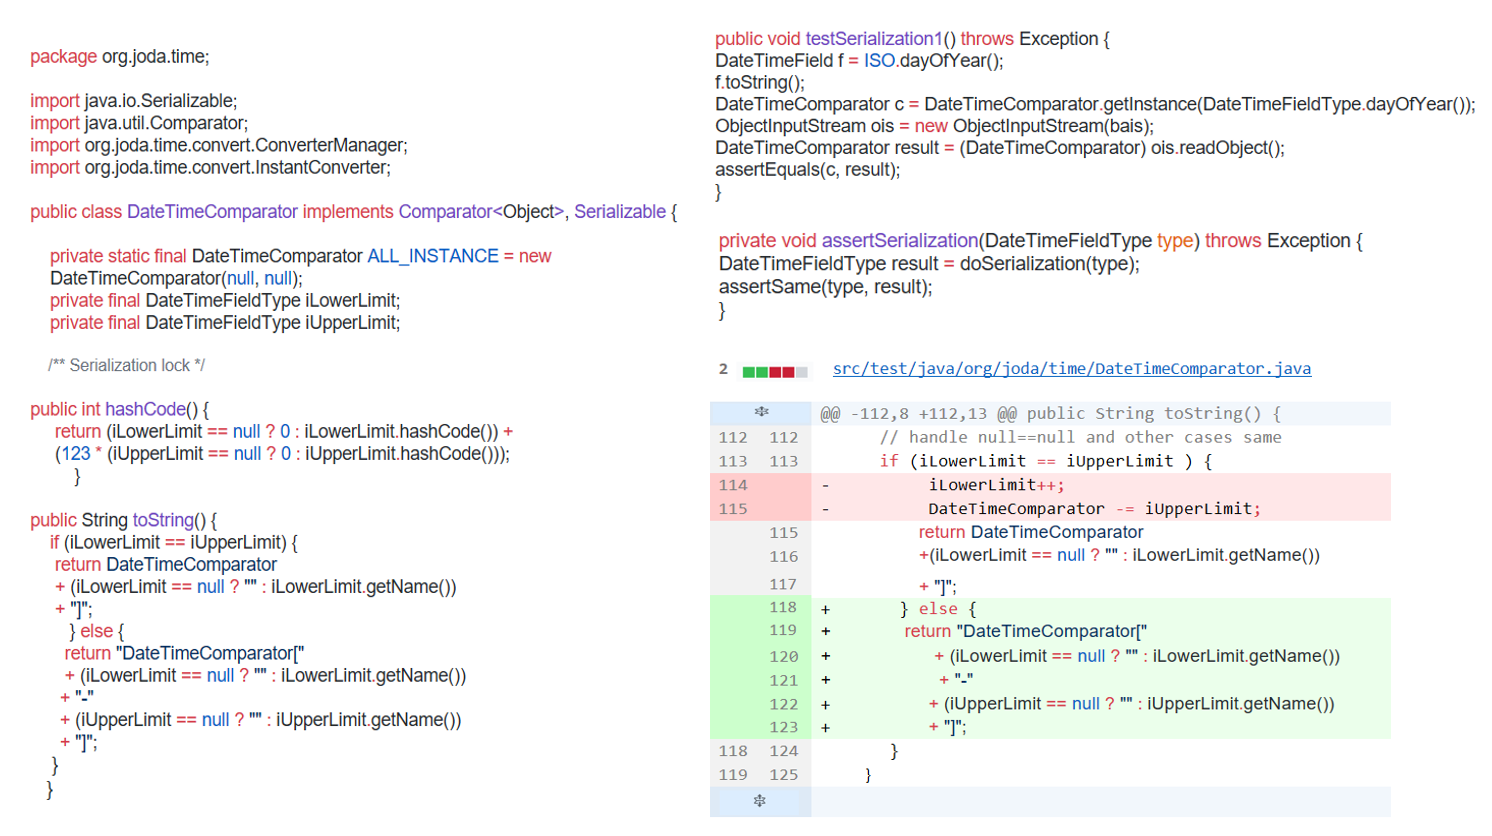 package org.joda.time;
import java.io.Serializable;
import java.util.Comparator;
import org.joda.time.convert.ConverterManager;
import org.joda.time.convert.InstantConverter;
public class DateTimeComparator implements Comparator<Object>, Serializable {
private static final DateTimeComparator ALL_INSTANCE = new
DateTimeComparator(null, null);
private final DateTimeFieldType iLowerLimit;
private final DateTimeFieldType iUpperLimit;
/** Serialization lock */
public int hashCode() {
return (iLowerLimit == null ? 0 : iLowerLimit.hashCode()) +
(123 * (iUpperLimit == null ? 0 : iUpperLimit.hashCode()));
}
public String toString() {
if (iLowerLimit == iUpperLimit) {
return DateTimeComparator
+ (iLowerLimit == null ? "" : iLowerLimit.getName())
+ "]";
} else {
return "DateTimeComparator["
+ (iLowerLimit == null ? "" : iLowerLimit.getName())
+ "-"
+ (iUpperLimit == null ? "" : iUpperLimit.getName())
+ "]";
}
}
public void testSerialization1() throws Exception {
DateTimeField f = ISO.dayOfYear();
f.toString();
DateTimeComparator c = DateTimeComparator.getInstance(DateTimeFieldType.dayOfYear());
ObjectInputStream ois = new ObjectInputStream(bais);
DateTimeComparator result = (DateTimeComparator) ois.readObject();
assertEquals(c, result);
}
private void assertSerialization(DateTimeFieldType type) throws Exception {
DateTimeFieldType result = doSerialization(type);
assertSame(type, result);
}
2 src/test/java/org/joda/time/DateTimeComparator.java
@@ -112,8 +112,13 @@ public String toString() {
112 112 // handle null==null and other cases same
113 113 if (iLowerLimit == iUpperLimit ) {
114 - iLowerLimit++;
115 - DateTimeComparator -= iUpperLimit;
115 return DateTimeComparator
116 +(iLowerLimit == null ? "" : iLowerLimit.getName())
117 + "]";
118 + } else {
119 + return "DateTimeComparator["
120 + + (iLowerLimit == null ? "" : iLowerLimit.getName())
121 + + "-"
122 + + (iUpperLimit == null ? "" : iUpperLimit.getName())
123 + + "]";
118 124 }
119 125 }